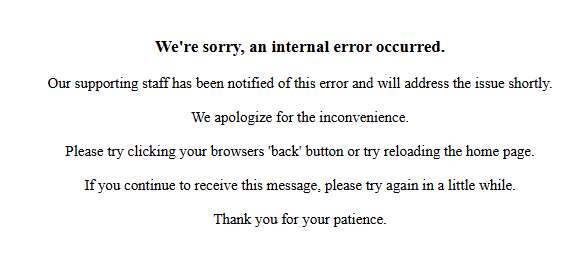 We're sorry, an internal error occurred.
Our supporting staff has been notified of this error and will address the issue shortly.
We apologize for the inconvenience.
Please try clicking your browsers 'back' button or try reloading the home page.
If you continue to receive this message, please try again in a little while.
Thank you for your patience.